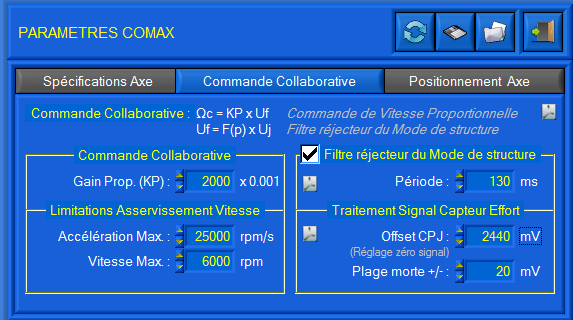 PARAMETRES COMAX
Spécifications Axe
Commande Collaborative
Positionnement Axe
Commande Collaborative : Ωc = KP x Uf
Commande de Vitesse Proportionnelle
Uf = F(p) x Uj
Filtre réjecteur du Mode de structure
Commande Collaborative
Gain Prop. (KP) : 2000 x 0.001
Limitations Asservissement Vitesse
Accélération Max. : 25000 rpm/s
Vitesse Max. : 6000 rpm
Filtre réjecteur du Mode de structure
Période : 130 ms
Traitement Signal Capteur Effort
Offset CPJ : 2440 mV
(Réglage zéro signal)
Plage morte +/- : 20 mV